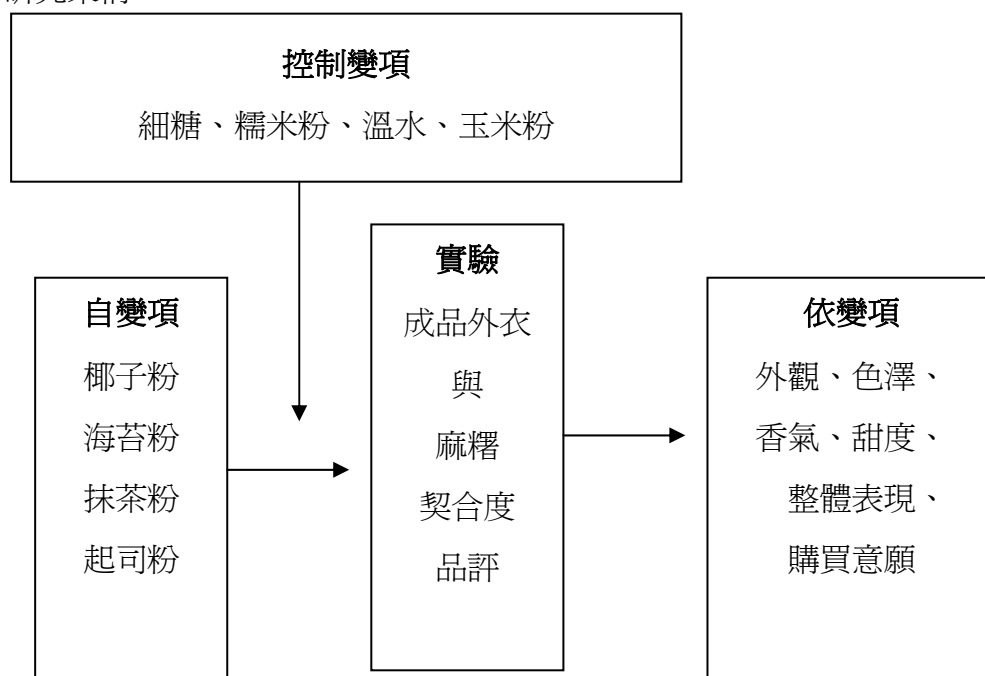 控制變項
細糖、糯米粉、溫水、玉米粉
自變項
椰子粉
海苔粉
抹茶粉
起司粉
實驗
成品外衣
與
麻糬
契合度
品評
依變項
外觀、色澤、
香氣、甜度、
整體表現、
購買意願